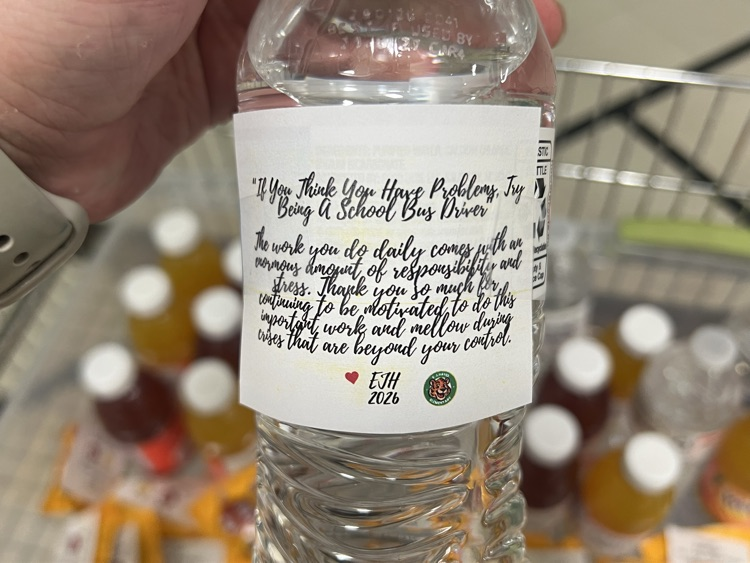 "If You Think You Have Problems, Try
Being A School Bus Driver"
The work you do daily comes with an
enormous amount of responsibility and
stress. Thank you so much for
continuing to be motivated to do this
important work and mellow during
crises that are beyond your control.
EJH
2026